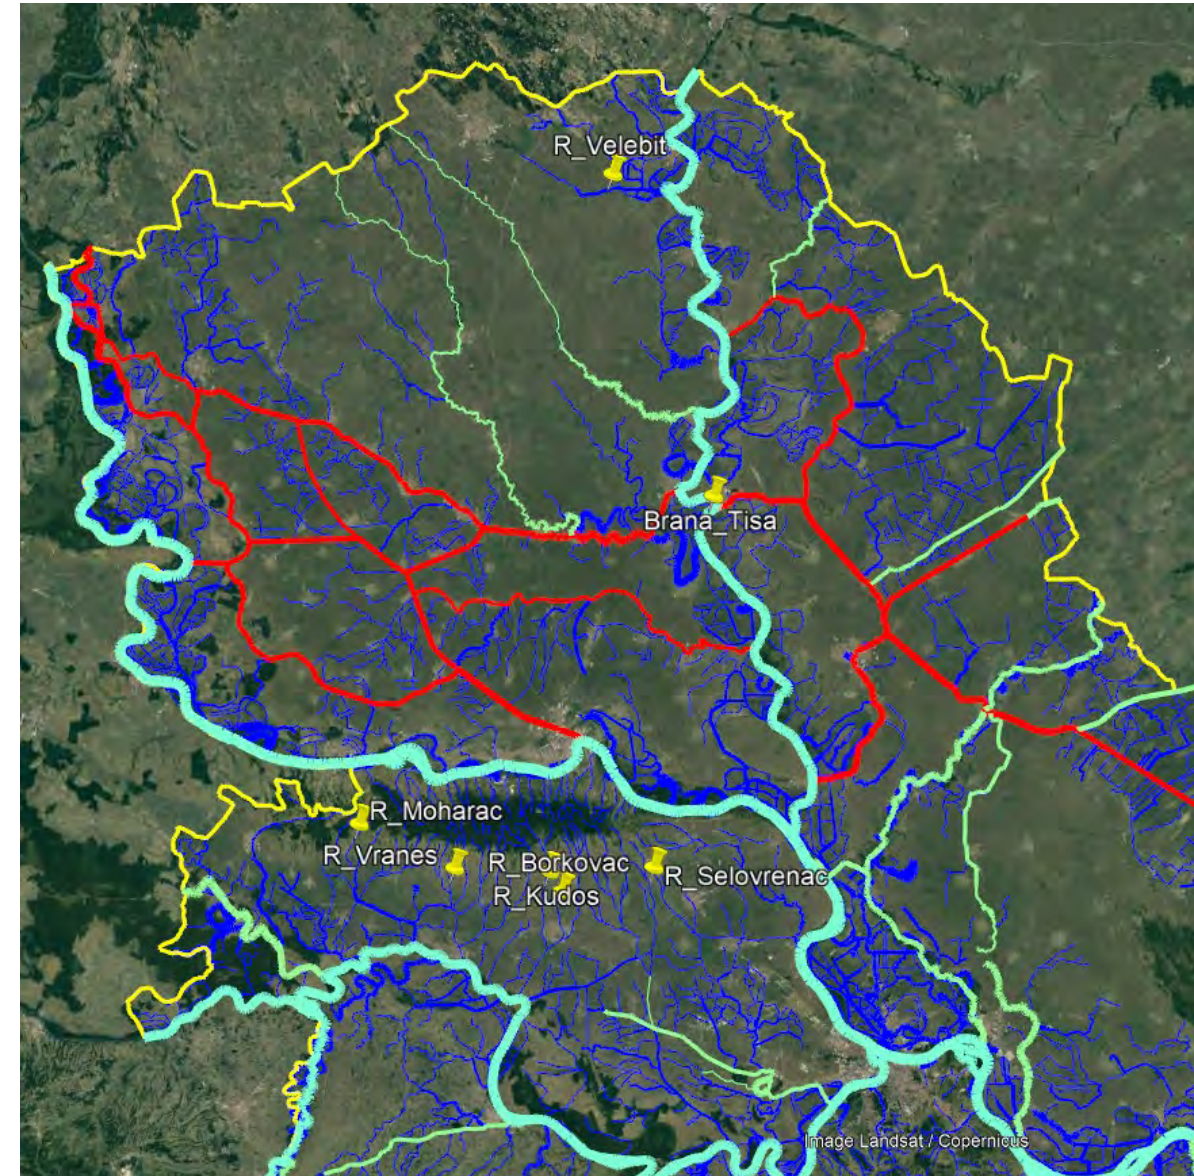 R_Velebit
Brana_Tisa
R_Moharac
R_Vranes
R_Borkovac
R_Selovrenac
R_Kudos
Image Landsat / Copernicus